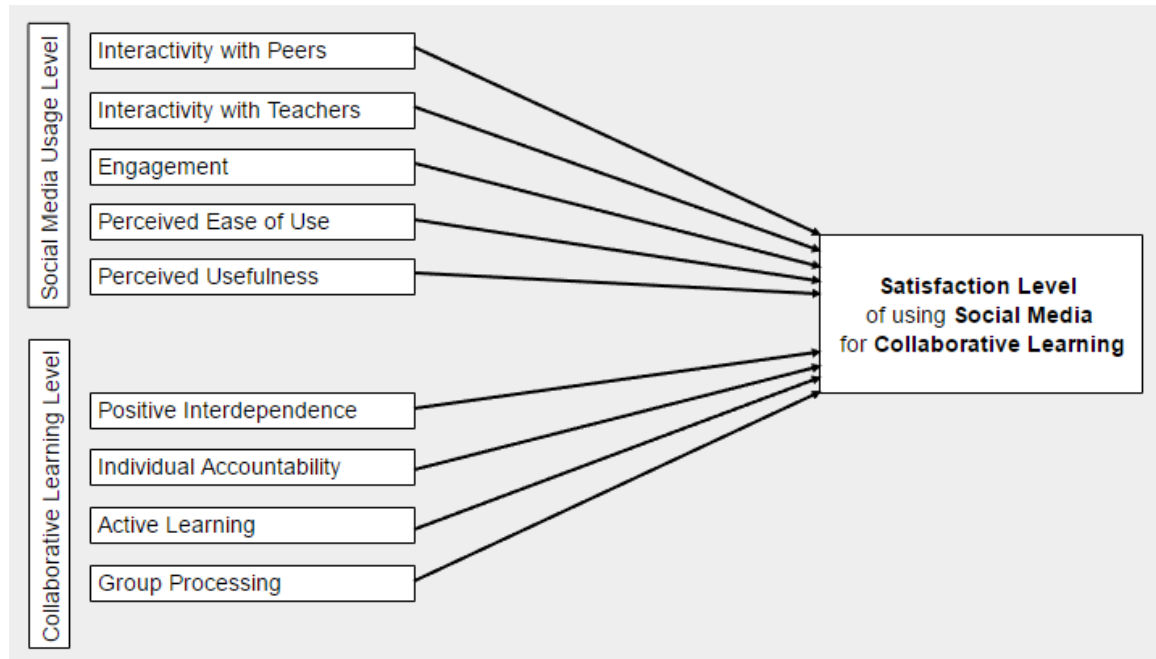 Social Media Usage Level
Interactivity with Peers
Interactivity with Teachers
Engagement
Perceived Ease of Use
Perceived Usefulness
Collaborative Learning Level
Positive Interdependence
Individual Accountability
Active Learning
Group Processing
Satisfaction Level
of using Social Media
for Collaborative Learning